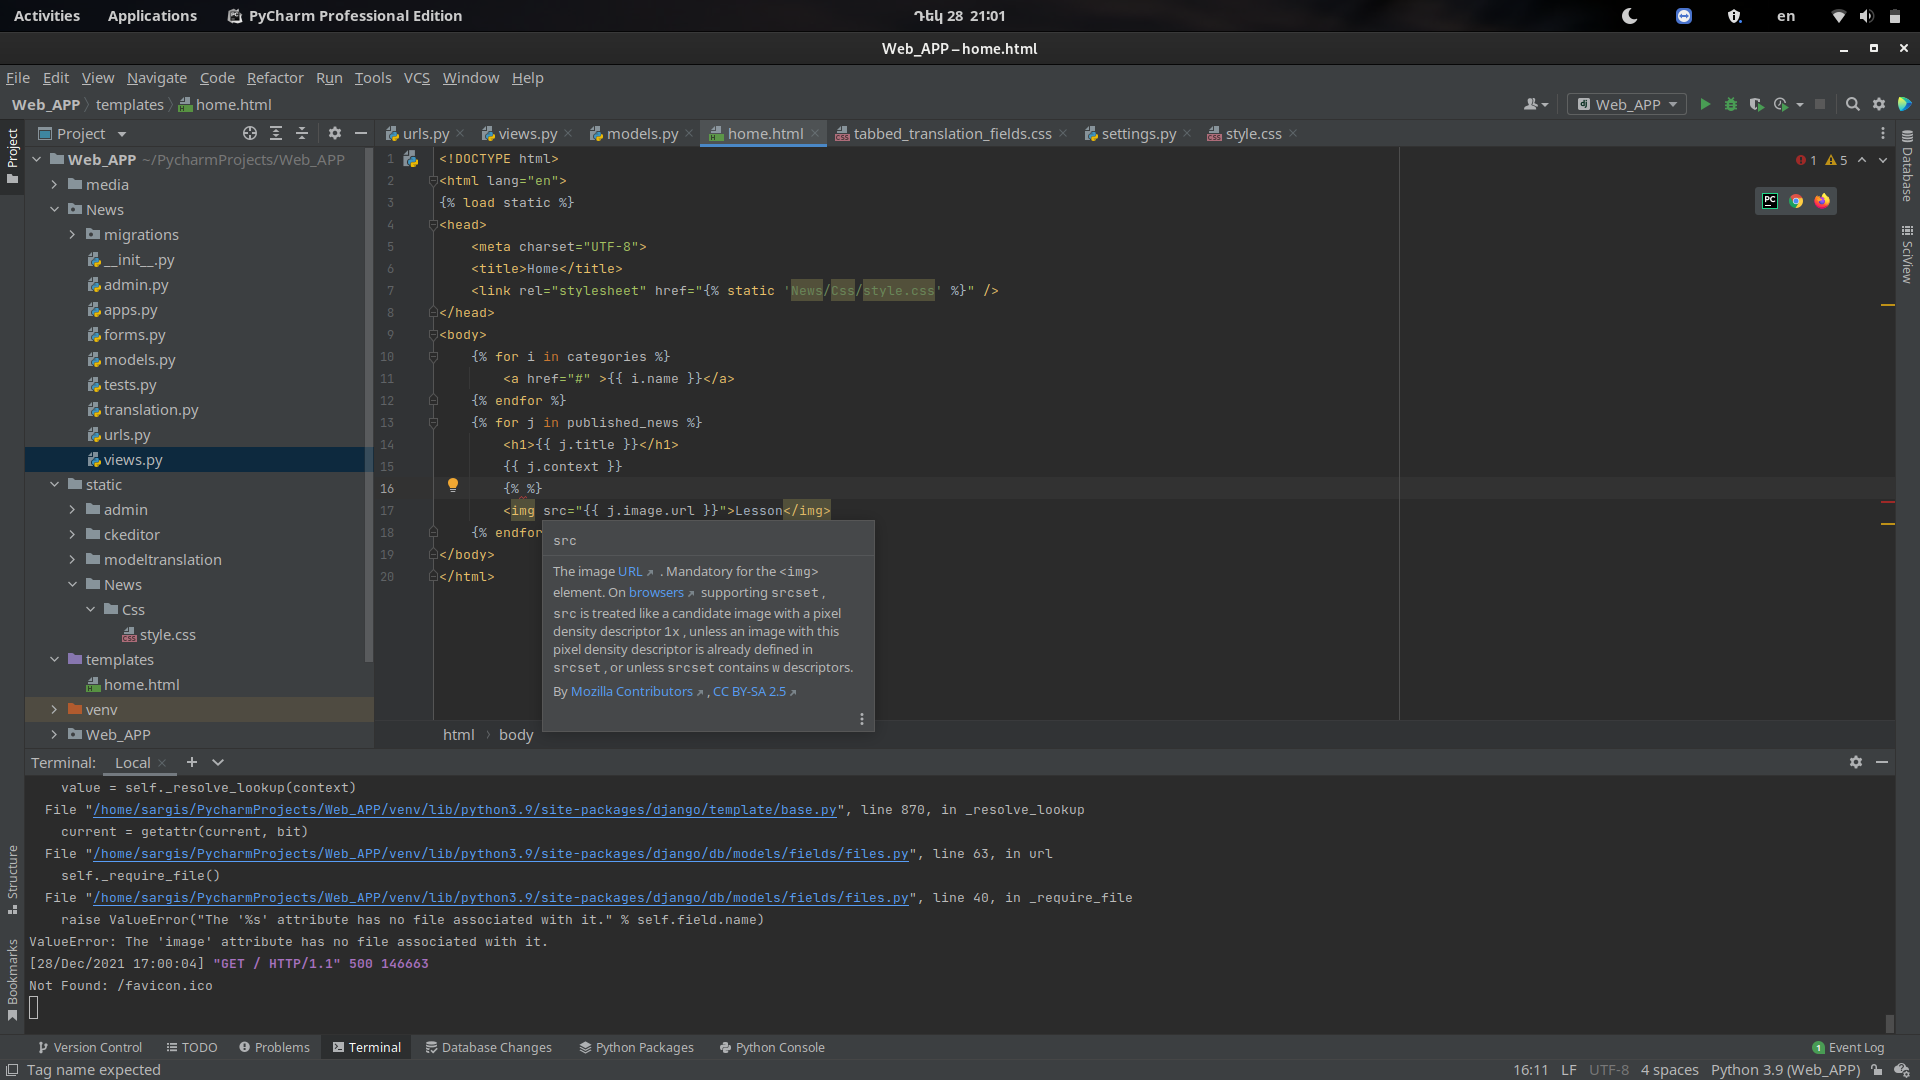 Activities Applications PyCharm Professional Edition Դեկ 28 21:01 en
Web_APP – home.html
File Edit View Navigate Code Refactor Run Tools VCS Window Help
Web_APP templates home.html Web_APP
Project urls.py views.py models.py home.html tabbed_translation_fields.css settings.py style.css
Project
Database
SciView
Structure
Bookmarks
Web_APP ~/PycharmProjects/Web_APP
media
News
migrations
__init__.py
admin.py
apps.py
forms.py
models.py
tests.py
translation.py
urls.py
views.py
static
admin
ckeditor
modeltranslation
News
Css
style.css
templates
home.html
venv
Web_APP
1 5
PC
1 <!DOCTYPE html>
2 <html lang="en">
3 {% load static %}
4 <head>
5 <meta charset="UTF-8">
6 <title>Home</title>
7 <link rel="stylesheet" href="{% static 'News/Css/style.css' %}" />
8 </head>
9 <body>
10 {% for i in categories %}
11 <a href="#" >{{ i.name }}</a>
12 {% endfor %}
13 {% for j in published_news %}
14 <h1>{{ j.title }}</h1>
15 {{ j.context }}
16 {% %}
17 <img src="{{ j.image.url }}">Lesson</img>
18 {% endfor
19 </body>
20 </html>
src
The image URL . Mandatory for the <img>
element. On browsers supporting srcset ,
src is treated like a candidate image with a pixel
density descriptor 1x , unless an image with this
pixel density descriptor is already defined in
srcset , or unless srcset contains w descriptors.
By Mozilla Contributors , CC BY-SA 2.5
html body
Terminal: Local
value = self._resolve_lookup(context)
File "/home/sargis/PycharmProjects/Web_APP/venv/lib/python3.9/site-packages/django/template/base.py", line 870, in _resolve_lookup
current = getattr(current, bit)
File "/home/sargis/PycharmProjects/Web_APP/venv/lib/python3.9/site-packages/django/db/models/fields/files.py", line 63, in url
self._require_file()
File "/home/sargis/PycharmProjects/Web_APP/venv/lib/python3.9/site-packages/django/db/models/fields/files.py", line 40, in _require_file
raise ValueError("The '%s' attribute has no file associated with it." % self.field.name)
ValueError: The 'image' attribute has no file associated with it.
[28/Dec/2021 17:00:04] "GET / HTTP/1.1" 500 146663
Not Found: /favicon.ico
Version Control TODO Problems Terminal Database Changes Python Packages Python Console 1 Event Log
Tag name expected 16:11 LF UTF-8 4 spaces Python 3.9 (Web_APP)